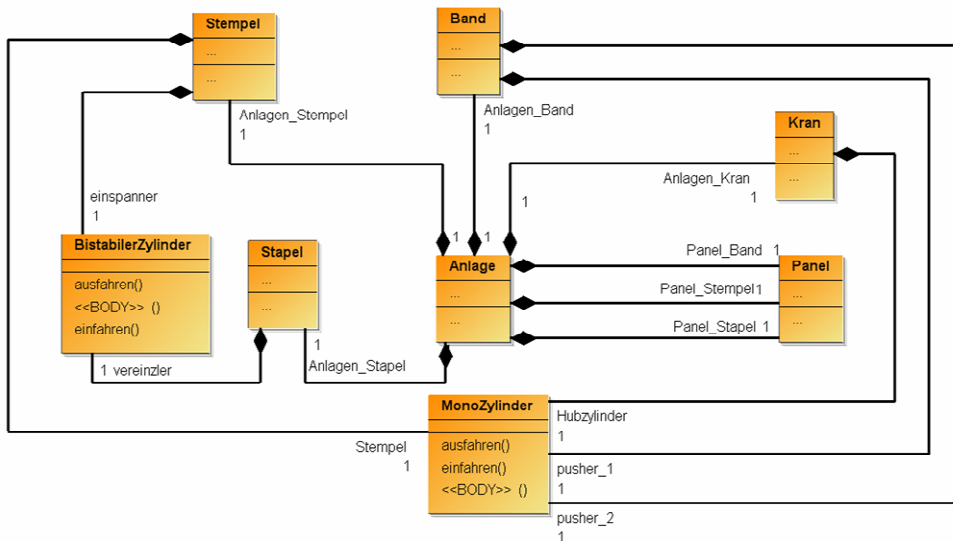 Stempel
...
...
Band
...
...
Anlagen_Stempel
1
Anlagen_Band
1
Kran
...
...
Anlagen_Kran
1
1
einspanner
1
BistabilerZylinder
ausfahren()
<<BODY>> ()
einfahren()
Stapel
...
...
1
1
Anlage
...
...
Panel_Band 1
Panel_Stempel 1
Panel_Stapel 1
Panel
...
...
1 vereinzler
1
Anlagen_Stapel
MonoZylinder
ausfahren()
einfahren()
<<BODY>> ()
Stempel
1
Hubzylinder
1
pusher_1
1
pusher_2
1